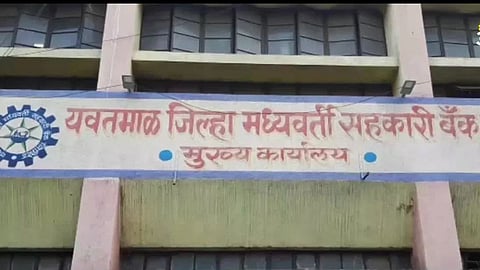 यवतमाळ जिल्हा मध्यवर्ती सहकारी बँक
मुख्य कार्यालय